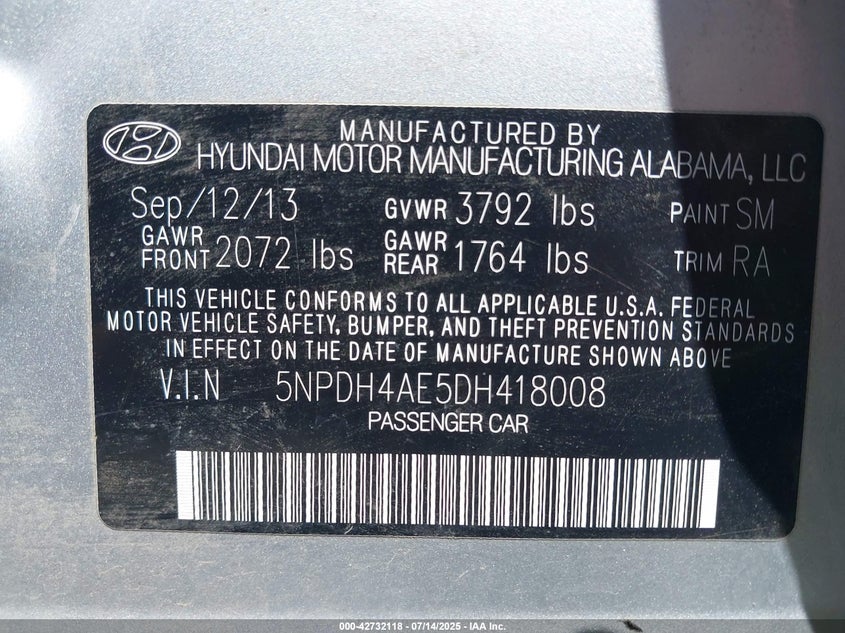 MANUFACTURED BY
HYUNDAI MOTOR MANUFACTURING ALABAMA, LLC
Sep/12/13 GVWR 3792 lbs PAINT SM
GAWR FRONT 2072 lbs GAWR REAR 1764 lbs TRIM RA
THIS VEHICLE CONFORMS TO ALL APPLICABLE U.S.A. FEDERAL
MOTOR VEHICLE SAFETY, BUMPER, AND THEFT PREVENTION STANDARDS
IN EFFECT ON THE DATE OF MANUFACTURE SHOWN ABOVE
V.I.N 5NPDH4AE5DH418008
PASSENGER CAR
000-42732118 - 07/14/2025 - IAA Inc.